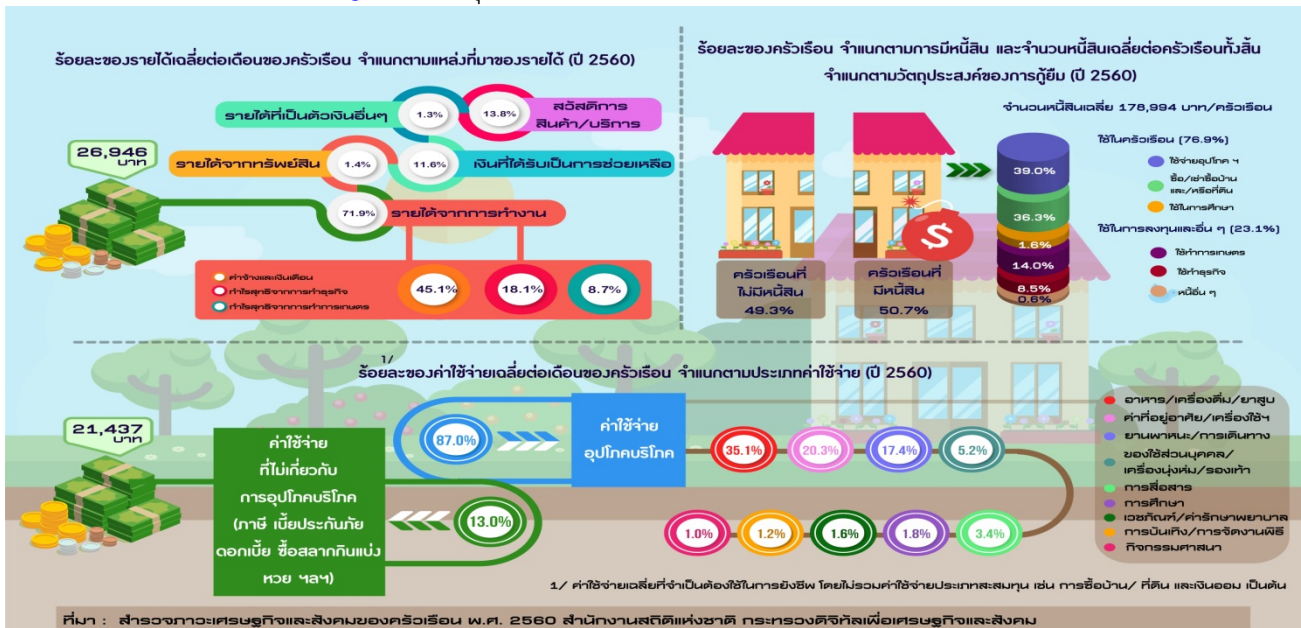 ร้อยละของรายได้เฉลี่ยต่อเดือนของครัวเรือน จำแนกตามแหล่งที่มาของรายได้ (ปี 2560)
26,946
บาท
รายได้ที่เป็นตัวเงินอื่นๆ
1.3%
13.8%
สวัสดิการ
สินค้า/บริการ
รายได้จากทรัพย์สิน
1.4%
11.6%
เงินที่ได้รับเป็นการช่วยเหลือ
71.9%
รายได้จากการทำงาน
ค่าจ้างและเงินเดือน
กำไรสุทธิจากการทำธุรกิจ
กำไรสุทธิจากการทำการเกษตร
45.1%
18.1%
8.7%
ร้อยละของครัวเรือน จำแนกตามการมีหนี้สิน และจำนวนหนี้สินเฉลี่ยต่อครัวเรือนทั้งสิ้น
จำแนกตามวัตถุประสงค์ของการกู้ยืม (ปี 2560)
จำนวนหนี้สินเฉลี่ย 178,994 บาท/ครัวเรือน
$
ครัวเรือนที่
ไม่มีหนี้สิน
49.3%
ครัวเรือนที่
มีหนี้สิน
50.7%
39.0%
36.3%
1.6%
14.0%
8.5%
0.6%
ใช้ในครัวเรือน (76.9%)
ใช้จ่ายอุปโภค ฯ
ซื้อ/เช่าซื้อบ้าน
และ/หรือที่ดิน
ใช้ในการศึกษา
ใช้ในการลงทุนและอื่น ๆ (23.1%)
ใช้ทำการเกษตร
ใช้ทำธุรกิจ
หนี้อื่น ๆ
ร้อยละของค่าใช้จ่ายเฉลี่ยต่อเดือนของครัวเรือน จำแนกตามประเภทค่าใช้จ่าย (ปี 2560) 1/
21,437
บาท
ค่าใช้จ่าย
ที่ไม่เกี่ยวกับ
การอุปโภคบริโภค
(ภาษี เบี้ยประกันภัย
ดอกเบี้ย ซื้อสลากกินแบ่ง
หวย ฯลฯ)
87.0%
13.0%
ค่าใช้จ่าย
อุปโภคบริโภค
35.1%
20.3%
17.4%
5.2%
1.0%
1.2%
1.6%
1.8%
3.4%
อาหาร/เครื่องดื่ม/ยาสูบ
ค่าที่อยู่อาศัย/เครื่องใช้ฯ
ยานพาหนะ/การเดินทาง
ของใช้ส่วนบุคคล/
เครื่องนุ่งห่ม/รองเท้า
การสื่อสาร
การศึกษา
เวชภัณฑ์/ค่ารักษาพยาบาล
การบันเทิง/การจัดงานพิธี
กิจกรรมศาสนา
1/ ค่าใช้จ่ายเฉลี่ยที่จำเป็นต้องใช้ในการยังชีพ โดยไม่รวมค่าใช้จ่ายประเภทสะสมทุน เช่น การซื้อบ้าน/ ที่ดิน และเงินออม เป็นต้น
ที่มา : สำรวจภาวะเศรษฐกิจและสังคมของครัวเรือน พ.ศ. 2560 สำนักงานสถิติแห่งชาติ กระทรวงดิจิทัลเพื่อเศรษฐกิจและสังคม